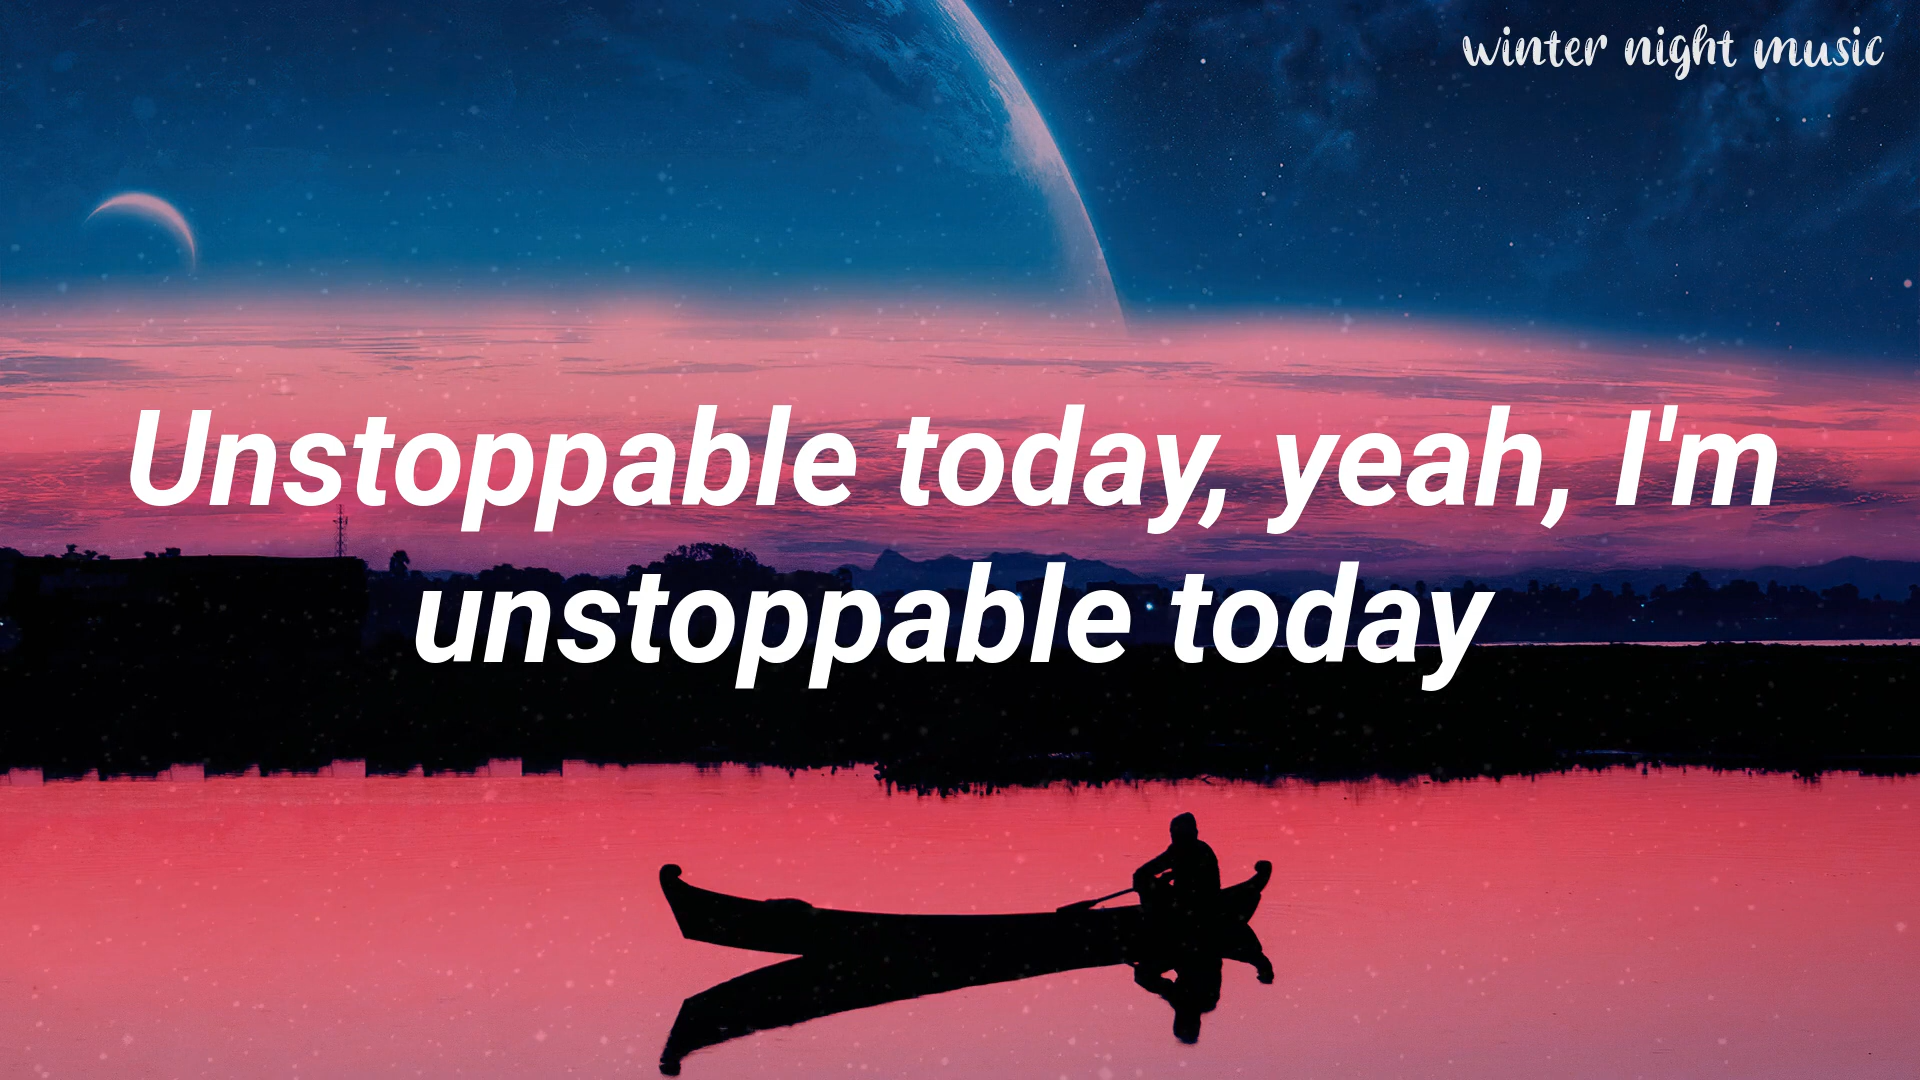 winter night music
Unstoppable today, yeah, I'm
unstoppable today